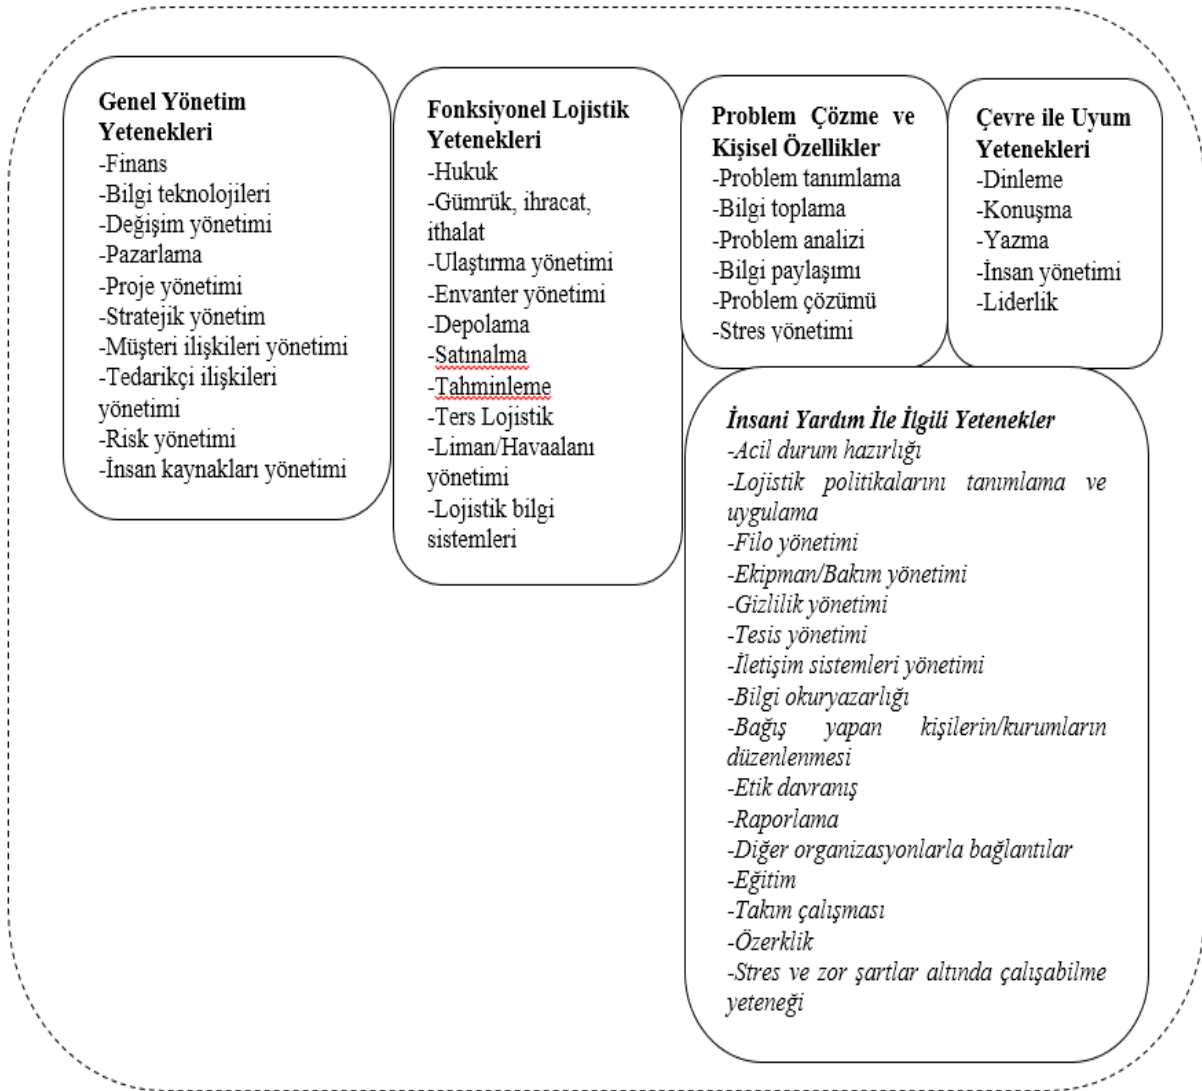 Genel Yönetim
Yetenekleri
-Finans
-Bilgi teknolojileri
-Değişim yönetimi
-Pazarlama
-Proje yönetimi
-Stratejik yönetim
-Müşteri ilişkileri yönetimi
-Tedarikçi ilişkileri
yönetimi
-Risk yönetimi
-İnsan kaynakları yönetimi
Fonksiyonel Lojistik
Yetenekleri
-Hukuk
-Gümrük, ihracat,
ithalat
-Ulaştırma yönetimi
-Envanter yönetimi
-Depolama
-Satınalma
-Tahminleme
-Ters Lojistik
-Liman/Havaalanı
yönetimi
-Lojistik bilgi
sistemleri
Problem Çözme ve
Kişisel Özellikler
-Problem tanımlama
-Bilgi toplama
-Problem analizi
-Bilgi paylaşımı
-Problem çözümü
-Stres yönetimi
Çevre ile Uyum
Yetenekleri
-Dinleme
-Konuşma
-Yazma
-İnsan yönetimi
-Liderlik
İnsani Yardım İle İlgili Yetenekler
-Acil durum hazırlığı
-Lojistik politikalarını tanımlama ve
uygulama
-Filo yönetimi
-Ekipman/Bakım yönetimi
-Gizlilik yönetimi
-Tesis yönetimi
-İletişim sistemleri yönetimi
-Bilgi okuryazarlığı
-Bağış yapan kişilerin/kurumların
düzenlenmesi
-Etik davranış
-Raporlama
-Diğer organizasyonlarla bağlantılar
-Eğitim
-Takım çalışması
-Özerklik
-Stres ve zor şartlar altında çalışabilme
yeteneği